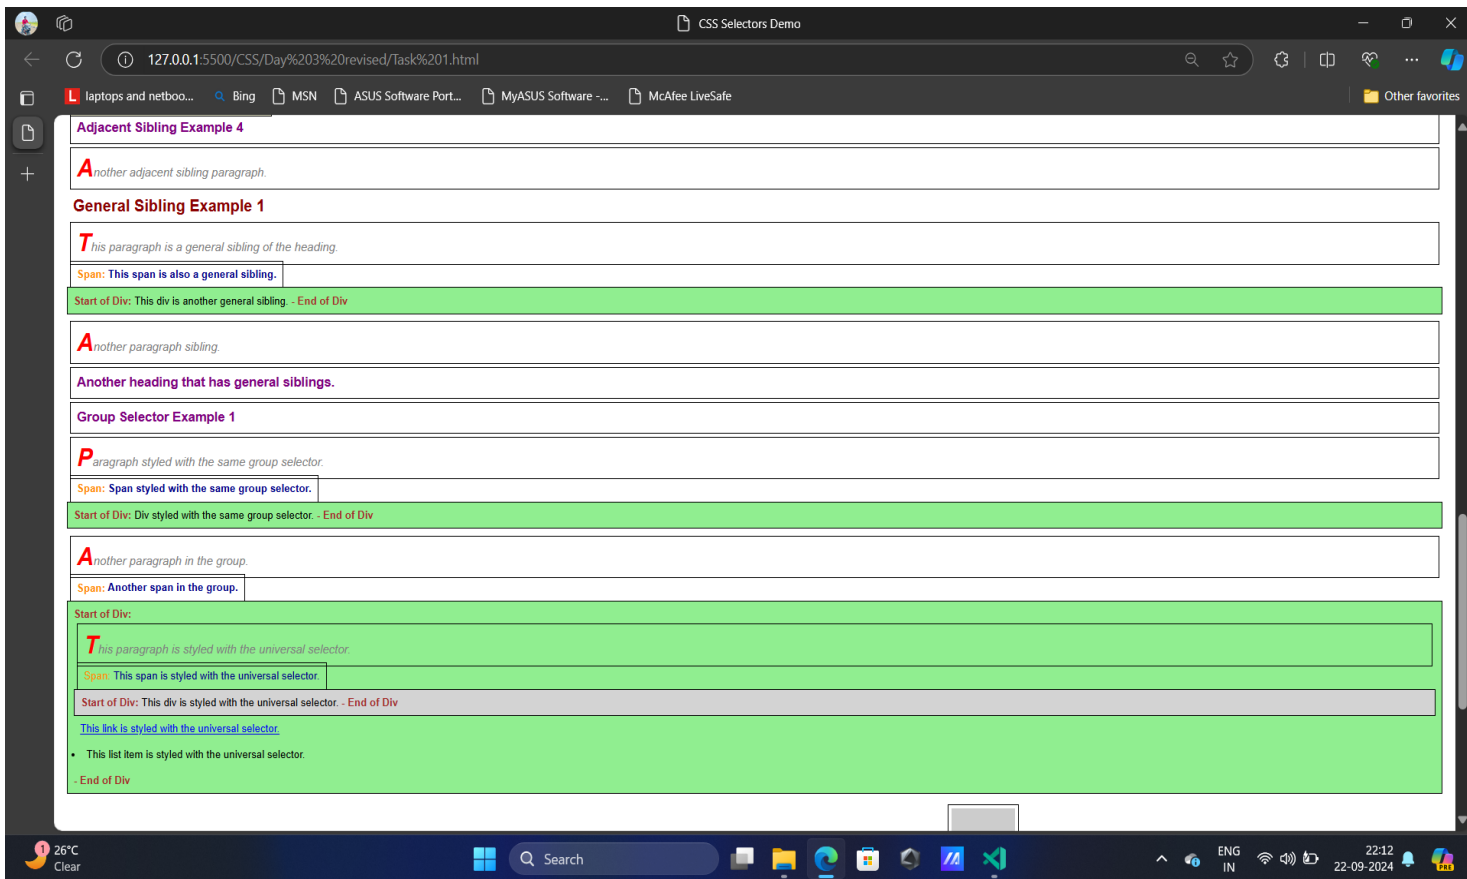 CSS Selectors Demo
127.0.0.1:5500/CSS/Day%203%20revised/Task%201.html
L laptops and netboo... Bing MSN ASUS Software Port... MyASUS Software -... McAfee LiveSafe Other favorites
Adjacent Sibling Example 4
Another adjacent sibling paragraph.
General Sibling Example 1
This paragraph is a general sibling of the heading.
Span: This span is also a general sibling.
Start of Div: This div is another general sibling. - End of Div
Another paragraph sibling.
Another heading that has general siblings.
Group Selector Example 1
Paragraph styled with the same group selector.
Span: Span styled with the same group selector.
Start of Div: Div styled with the same group selector. - End of Div
Another paragraph in the group.
Span: Another span in the group.
Start of Div:
This paragraph is styled with the universal selector.
Span: This span is styled with the universal selector.
Start of Div: This div is styled with the universal selector. - End of Div
This link is styled with the universal selector.
• This list item is styled with the universal selector.
- End of Div
1 26°C
Clear
Search
ENG
IN
22:12
22-09-2024
PRE